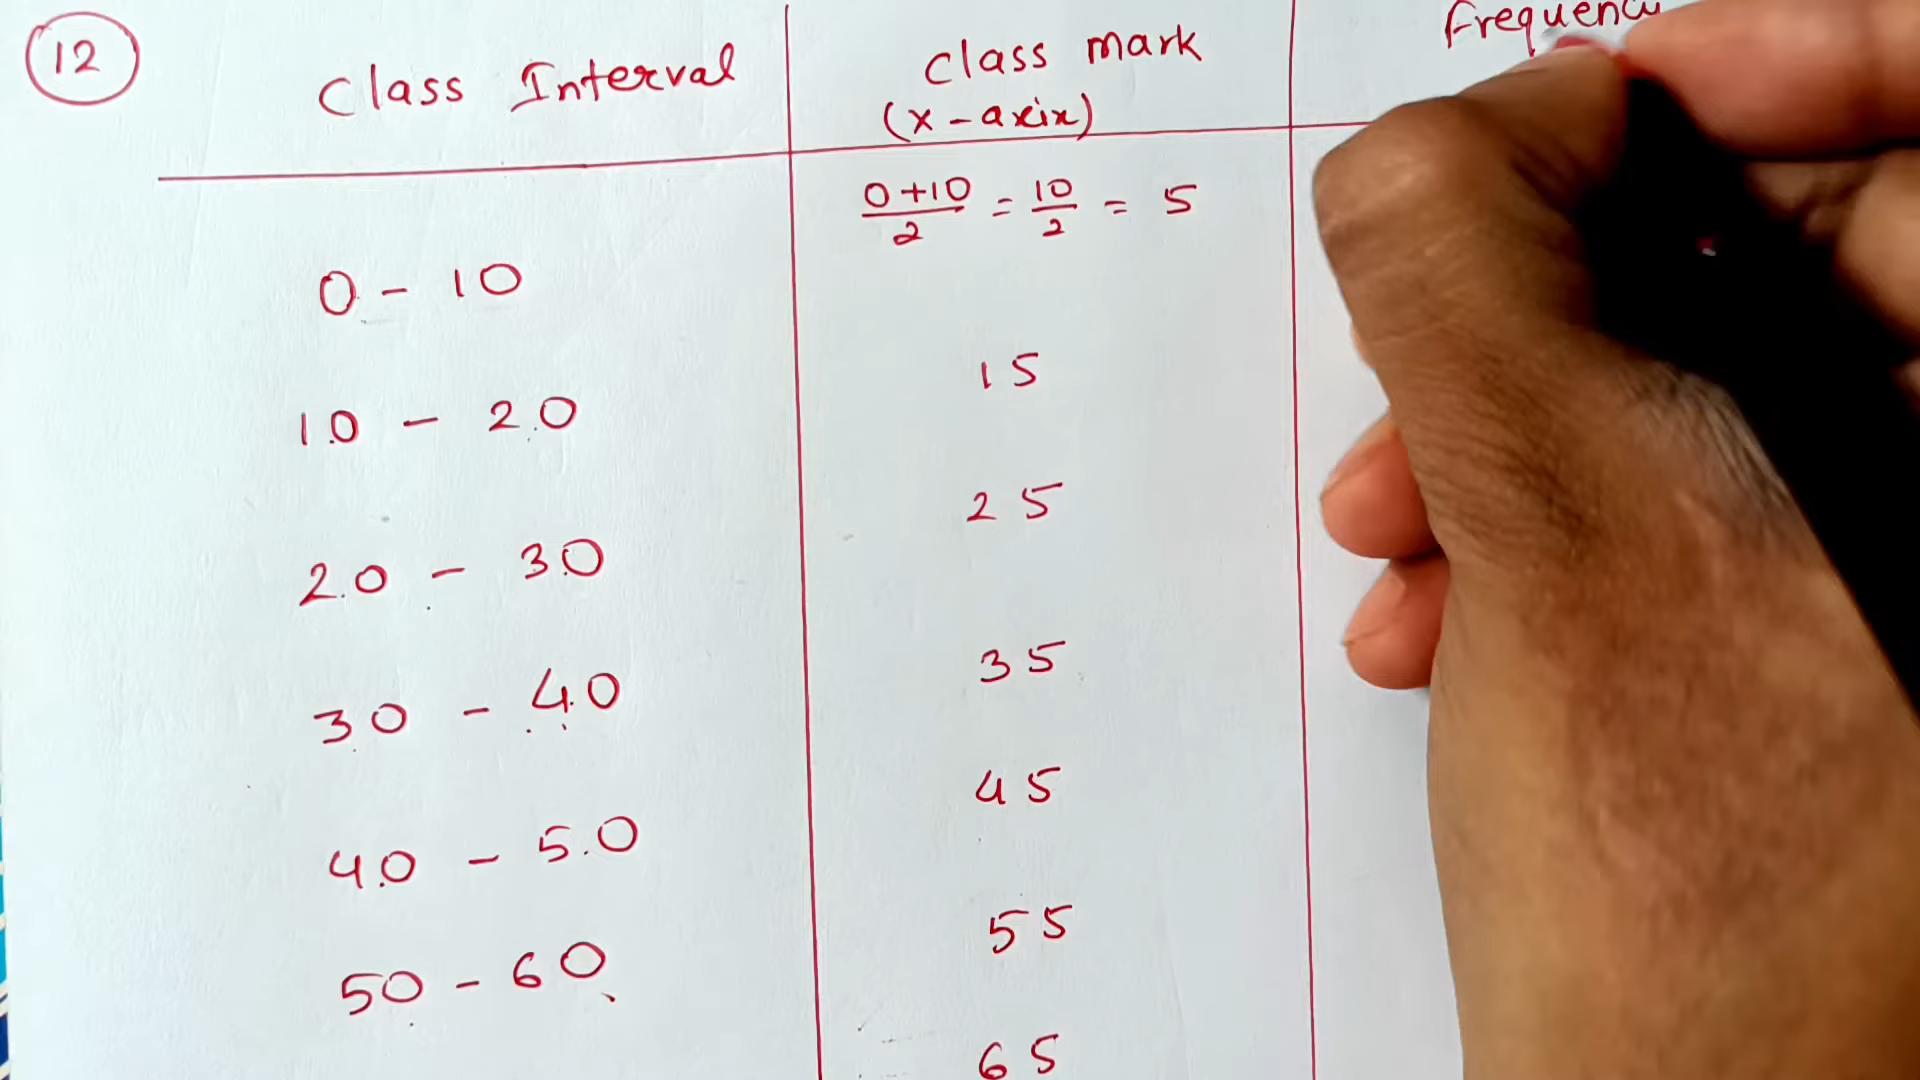 12
Class Interval
Class mark
(x-axix)
0+10/2 = 10/2 = 5
0 - 10
15
10 - 20
25
20 - 30
35
30 - 40
45
40 - 50
55
50 - 60
65